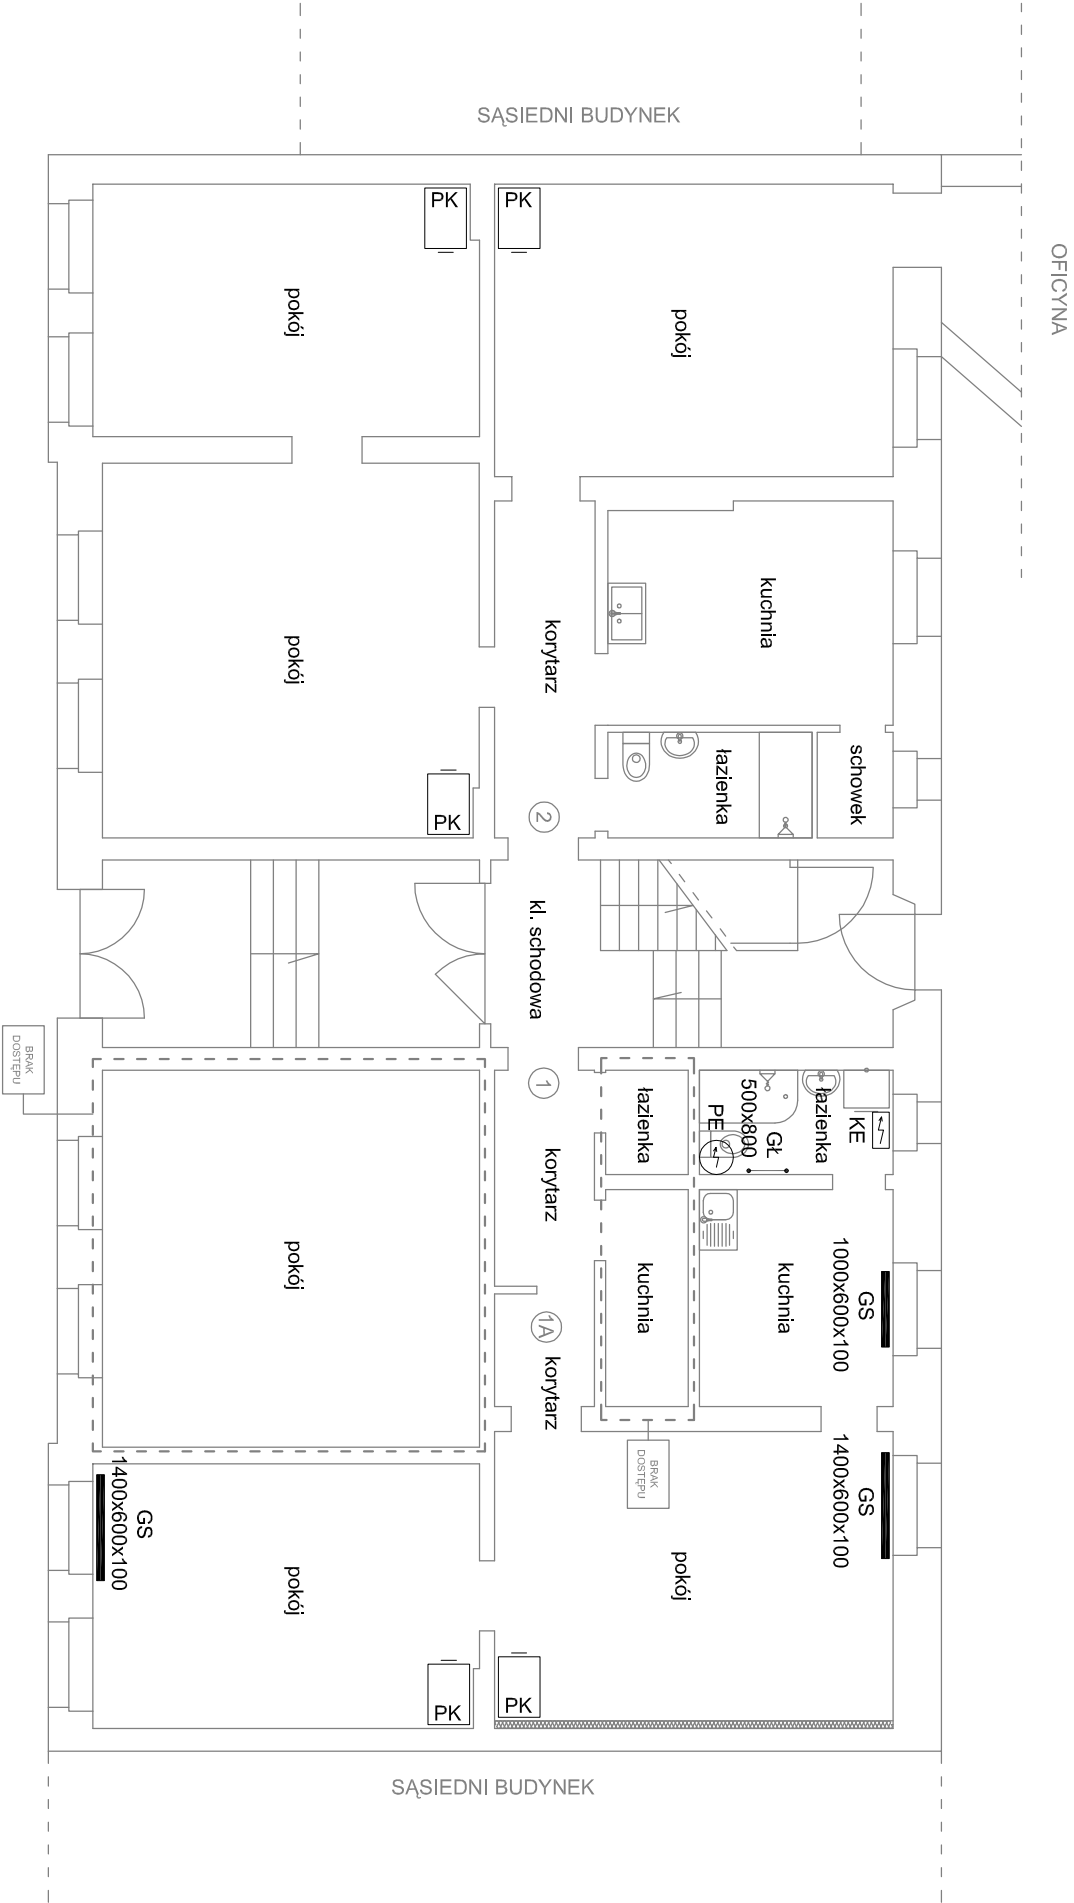 SĄSIEDNI BUDYNEK
OFICYNA
PK
PK
pokój
pokój
kuchnia
korytarz
pokój
łazienka
schowek
PK
2
kl. schodowa
BRAK
DOSTĘPU
1
łazienka
PE
500x800
GŁ
łazienka
KE
korytarz
pokój
kuchnia
kuchnia
GS
1000x600x100
1A
korytarz
BRAK
DOSTĘPU
GS
1400x600x100
GS
1400x600x100
pokój
pokój
PK
PK
SĄSIEDNI BUDYNEK